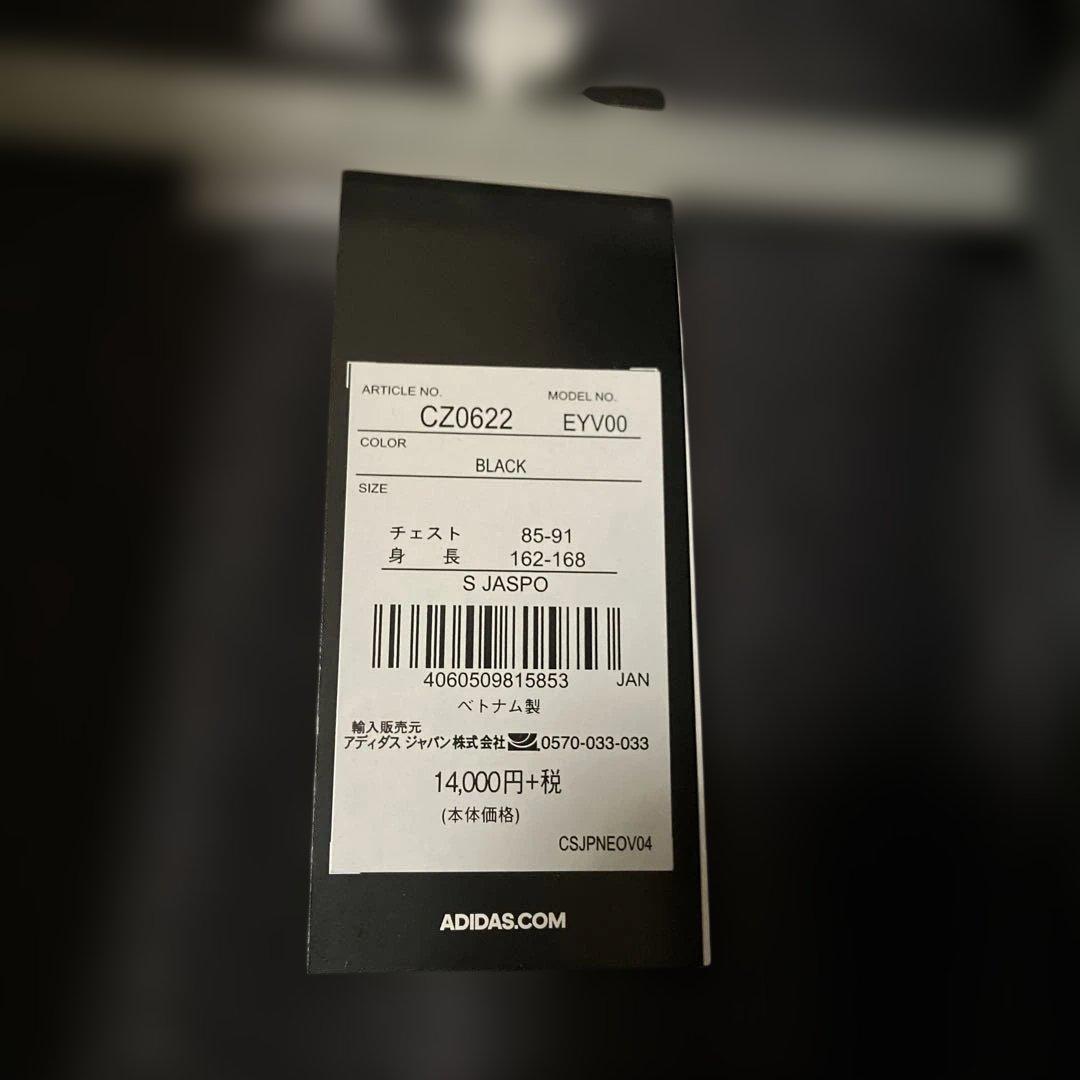 ARTICLE NO. MODEL NO.
CZ0622 EYV00
COLOR
BLACK
SIZE
チェスト 85-91
身 長 162-168
S JASPO
4060509815853 JAN
ベトナム製
輸入販売元
アディダス ジャパン株式会社 0570-033-033
14,000円+税
(本体価格)
CSJPNEOV04
ADIDAS.COM